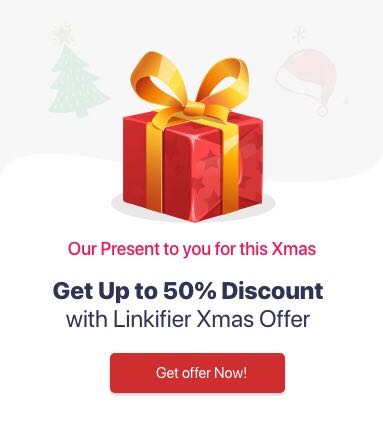 Our Present to you for this Xmas
Get Up to 50% Discount
with Linkifier Xmas Offer
Get offer Now!